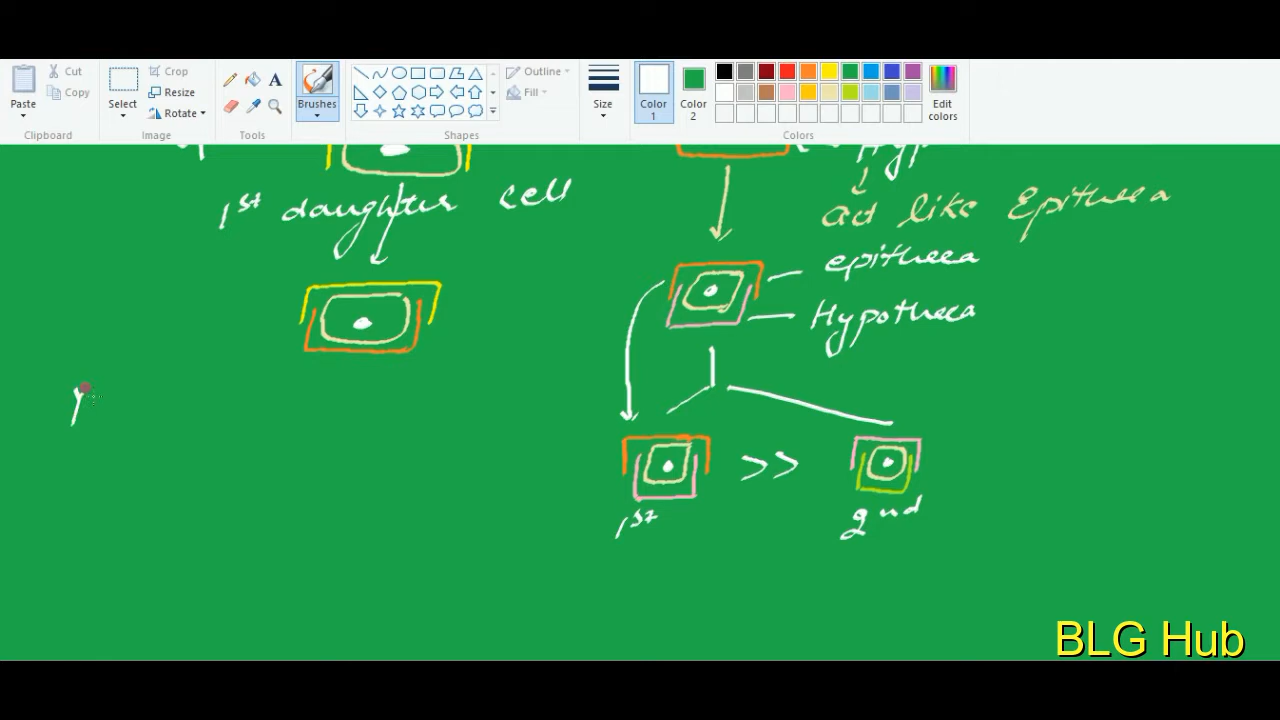 Cut
Copy
Paste
Clipboard
Select
Crop
Resize
Rotate
Image
Tools
Brushes
Shapes
Outline
Fill
Size
Color 1
Color 2
Edit colors
Colors
1st daughter cell
act like Epitheca
epitheca
Hypotheca
>>
1st
2nd
BLG Hub